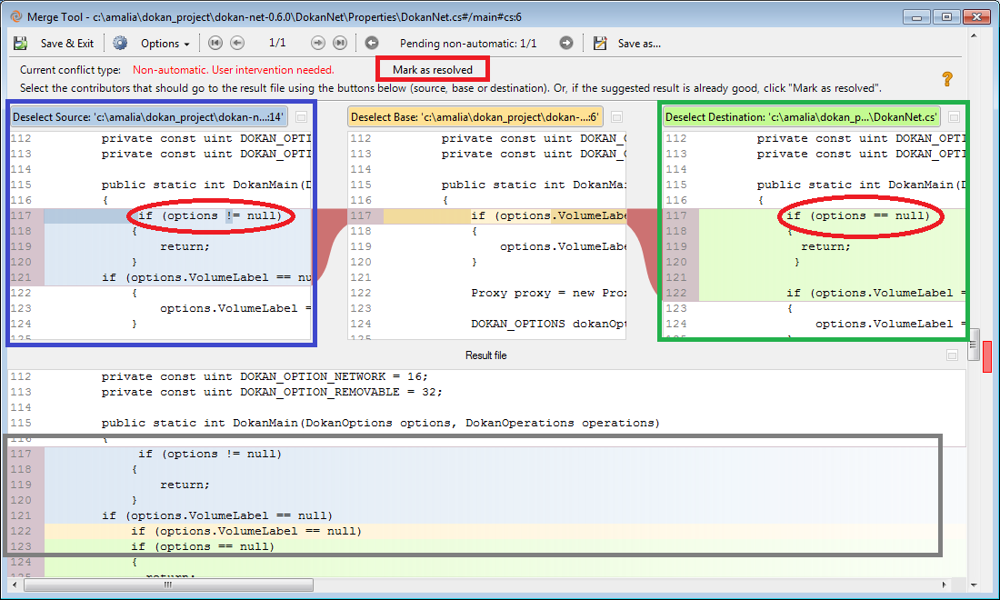 Merge Tool - c:\amalia\dokan_project\dokan-net-0.6.0\DokanNet\Properties\DokanNet.cs#/main#cs:6
Save & Exit Options 1/1 Pending non-automatic: 1/1 Save as...
Current conflict type: Non-automatic. User intervention needed. Mark as resolved
Select the contributors that should go to the result file using the buttons below (source, base or destination). Or, if the suggested result is already good, click "Mark as resolved".
?
Deselect Source: 'c:\amalia\dokan_project\dokan-n...:14'
112 private const uint DOKAN_OPTI
113 private const uint DOKAN_OPTI
114
115 public static int DokanMain(D
116 {
117 if (options != null)
118 {
119 return;
120 }
121 if (options.VolumeLabel == nu
122 {
123 options.VolumeLabel =
124 }
125
Deselect Base: 'c:\amalia\dokan_project\dokan-...:6'
112 private const uint DOKAN_O
113 private const uint DOKAN_O
114
115 public static int DokanMai
116 {
117 if (options.VolumeLabe
118 {
119 options.VolumeLabe
120 }
121
122 Proxy proxy = new Prox
123
124 DOKAN_OPTIONS dokanOpt
125
Deselect Destination: 'c:\amalia\dokan_p...\DokanNet.cs'
112 private const uint DOKAN_OPTI
113 private const uint DOKAN_OPTI
114
115 public static int DokanMain(D
116 {
117 if (options == null)
118 {
119 return;
120 }
121
122 if (options.VolumeLabel =
123 {
124 options.VolumeLabel =
125 }
Result file
112 private const uint DOKAN_OPTION_NETWORK = 16;
113 private const uint DOKAN_OPTION_REMOVABLE = 32;
114
115 public static int DokanMain(DokanOptions options, DokanOperations operations)
116 {
117 if (options != null)
118 {
119 return;
120 }
121 if (options.VolumeLabel == null)
122 if (options.VolumeLabel == null)
123 if (options == null)
124 {
125 return;